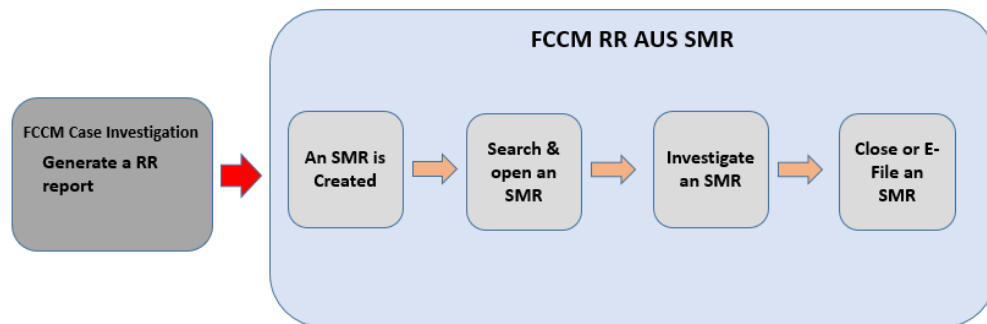 FCCM RR AUS SMR
FCCM Case Investigation
Generate a RR
report
An SMR is
Created
Search &
open an
SMR
Investigate
an SMR
Close or E-
File an
SMR